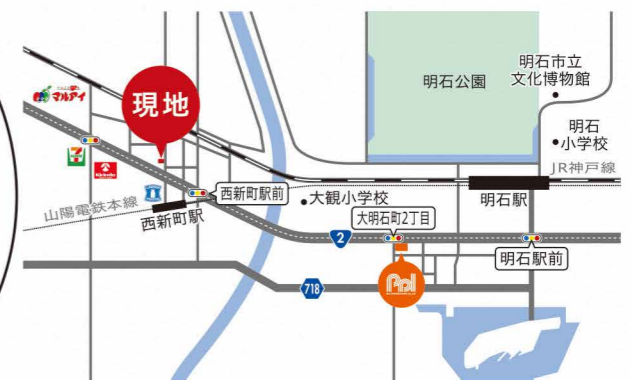 明石公園
明石市立
文化博物館
明石
小学校
マルアイ
現地
JR神戸線
明石駅
西新町駅前
大観小学校
山陽電鉄本線
西新町駅
大明石町2丁目
2
明石駅前
718